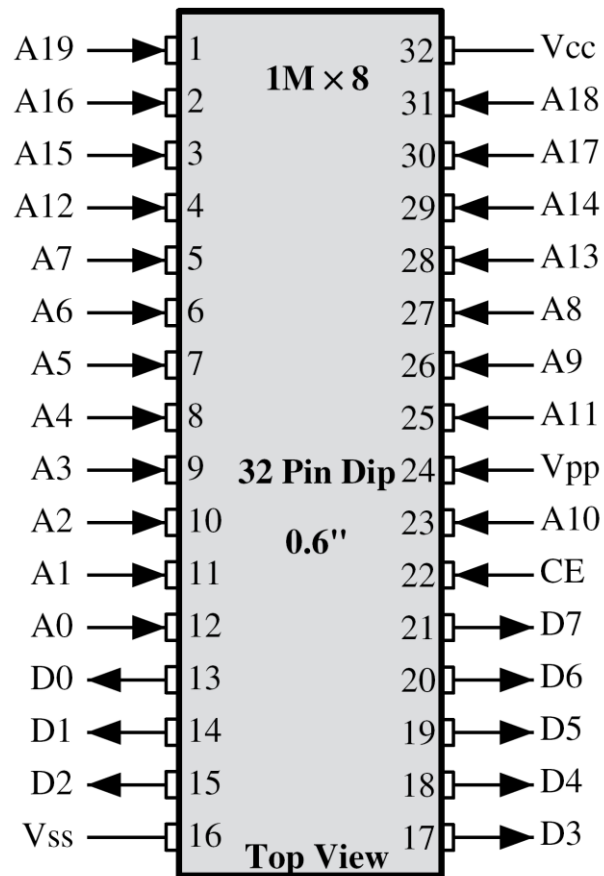 A19 1 32 Vcc
1M × 8
A16 2 31 A18
A15 3 30 A17
A12 4 29 A14
A7 5 28 A13
A6 6 27 A8
A5 7 26 A9
A4 8 25 A11
A3 9 32 Pin Dip 24 Vpp
A2 10 23 A10
0.6"
A1 11 22 CE
A0 12 21 D7
D0 13 20 D6
D1 14 19 D5
D2 15 18 D4
Vss 16 17 D3
Top View